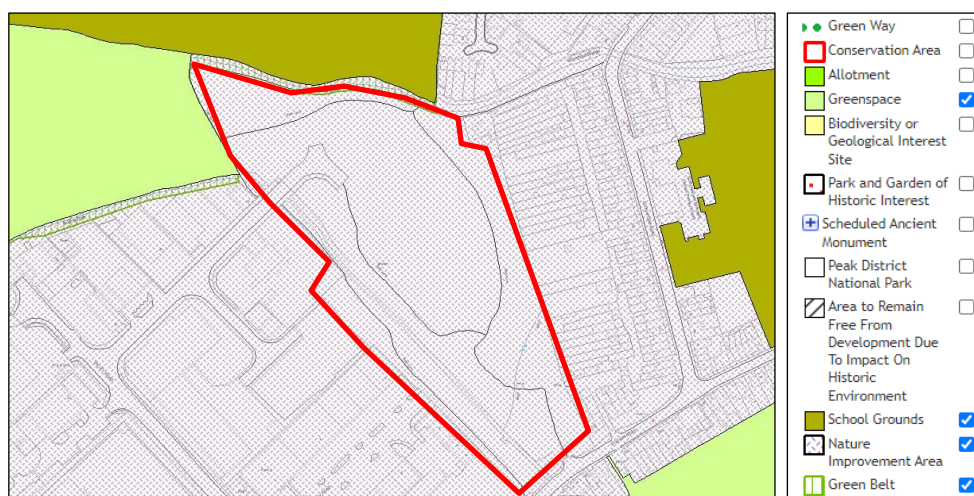 Green Way
Conservation Area
Allotment
Greenspace
Biodiversity or
Geological Interest
Site
Park and Garden of
Historic Interest
Scheduled Ancient
Monument
Peak District
National Park
Area to Remain
Free From
Development Due
To Impact On
Historic
Environment
School Grounds
Nature
Improvement Area
Green Belt